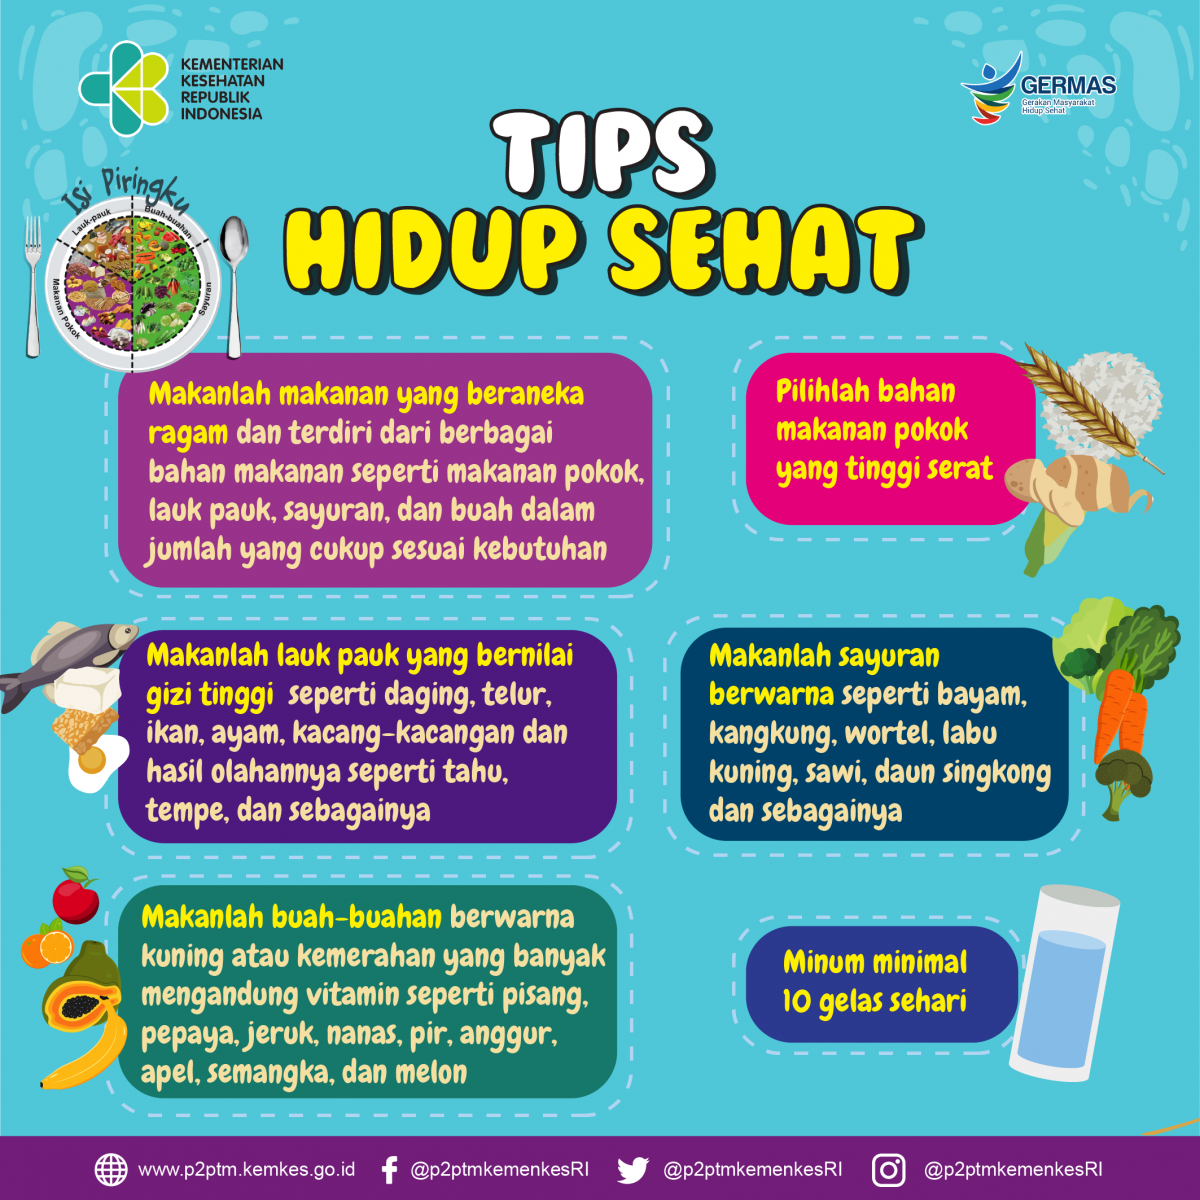 KEMENTERIAN
KESEHATAN
REPUBLIK
INDONESIA
GERMAS
Gerakan Masyarakat
Hidup Sehat
TIPS
HIDUP SEHAT
Isi Piringku
Lauk-pauk
Buah-buahan
Makanan Pokok
Sayuran
Makanlah makanan yang beraneka
ragam dan terdiri dari berbagai
bahan makanan seperti makanan pokok,
lauk pauk, sayuran, dan buah dalam
jumlah yang cukup sesuai kebutuhan
Pilihlah bahan
makanan pokok
yang tinggi serat
Makanlah lauk pauk yang bernilai
gizi tinggi seperti daging, telur,
ikan, ayam, kacang-kacangan dan
hasil olahannya seperti tahu,
tempe, dan sebagainya
Makanlah sayuran
berwarna seperti bayam,
kangkung, wortel, labu
kuning, sawi, daun singkong
dan sebagainya
Makanlah buah-buahan berwarna
kuning atau kemerahan yang banyak
mengandung vitamin seperti pisang,
pepaya, jeruk, nanas, pir, anggur,
apel, semangka, dan melon
Minum minimal
10 gelas sehari
www.p2ptm.kemkes.go.id
@p2ptmkemenkesRI
@p2ptmkemenkesRI
@p2ptmkemenkesRI